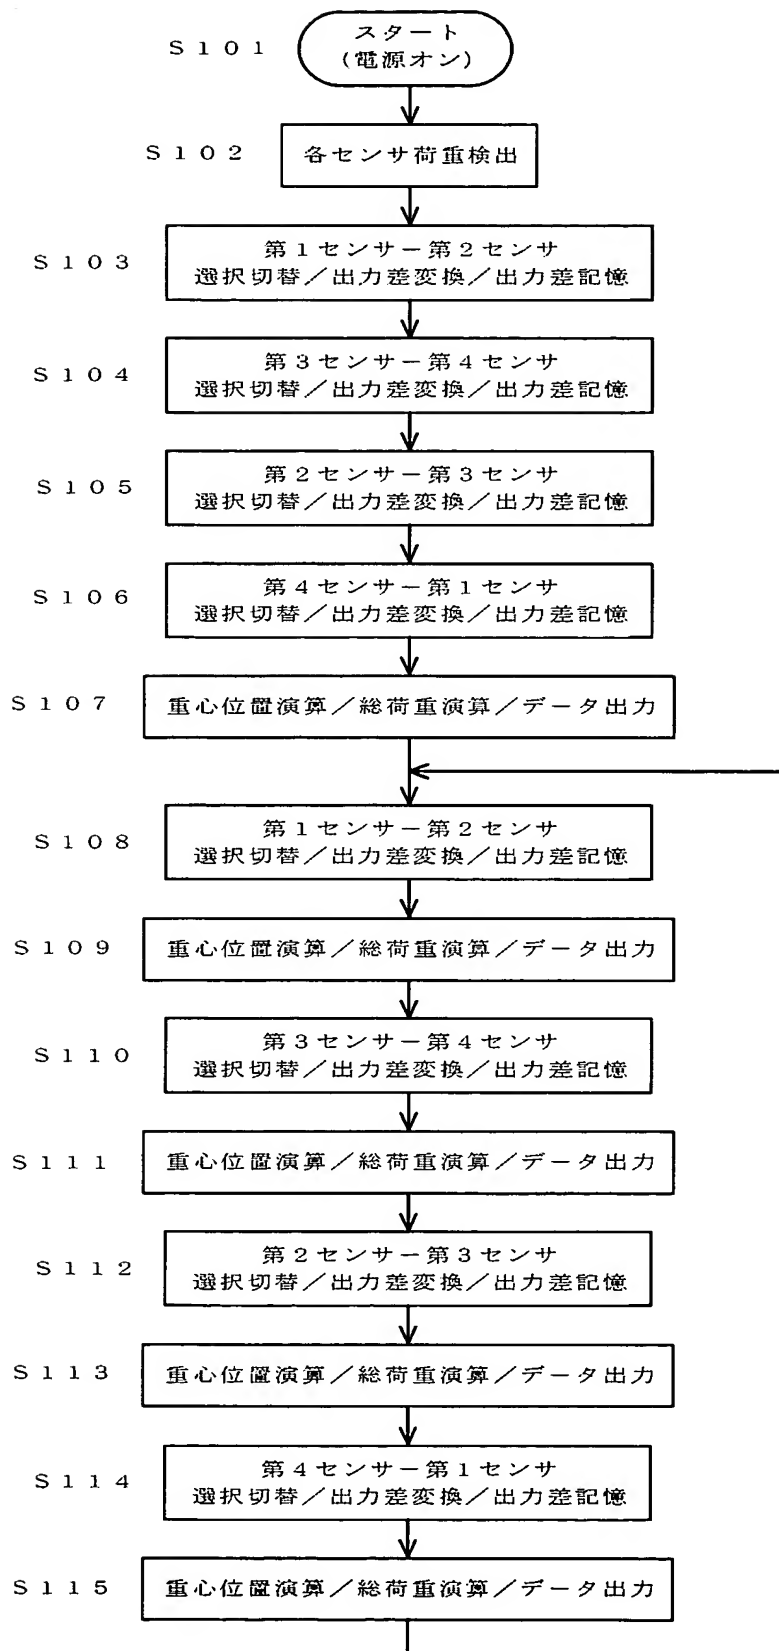 S101
スタート
(電源オン)
S102
各センサ荷重検出
S103
第1センサ－第2センサ
選択切替／出力差変換／出力差記憶
S104
第3センサ－第4センサ
選択切替／出力差変換／出力差記憶
S105
第2センサ－第3センサ
選択切替／出力差変換／出力差記憶
S106
第4センサ－第1センサ
選択切替／出力差変換／出力差記憶
S107
重心位置演算／総荷重演算／データ出力
S108
第1センサ－第2センサ
選択切替／出力差変換／出力差記憶
S109
重心位置演算／総荷重演算／データ出力
S110
第3センサ－第4センサ
選択切替／出力差変換／出力差記憶
S111
重心位置演算／総荷重演算／データ出力
S112
第2センサ－第3センサ
選択切替／出力差変換／出力差記憶
S113
重心位置演算／総荷重演算／データ出力
S114
第4センサ－第1センサ
選択切替／出力差変換／出力差記憶
S115
重心位置演算／総荷重演算／データ出力